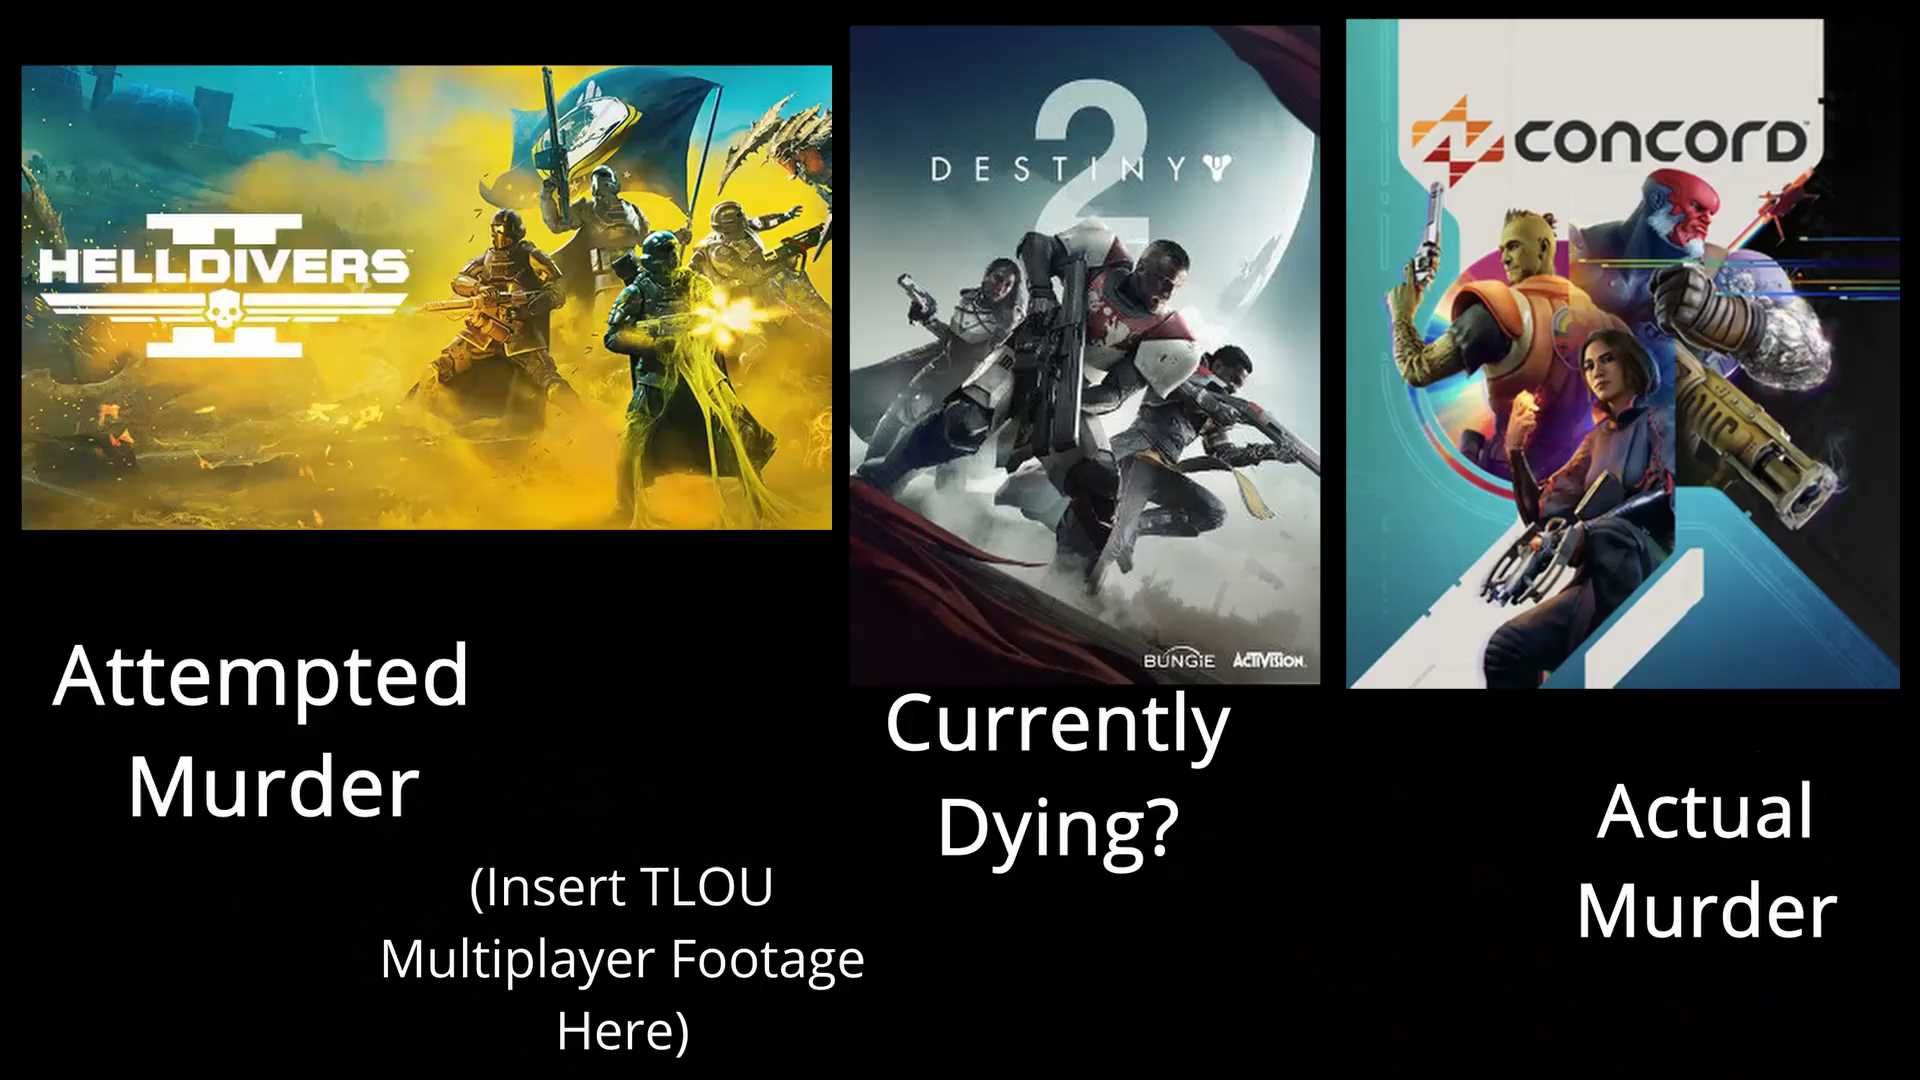 HELLDIVERS
II
2
DESTINY
BUNGiE ACTIVISION
CONCORD
Attempted
Murder
Currently
Dying?
Actual
Murder
(Insert TLOU
Multiplayer Footage
Here)